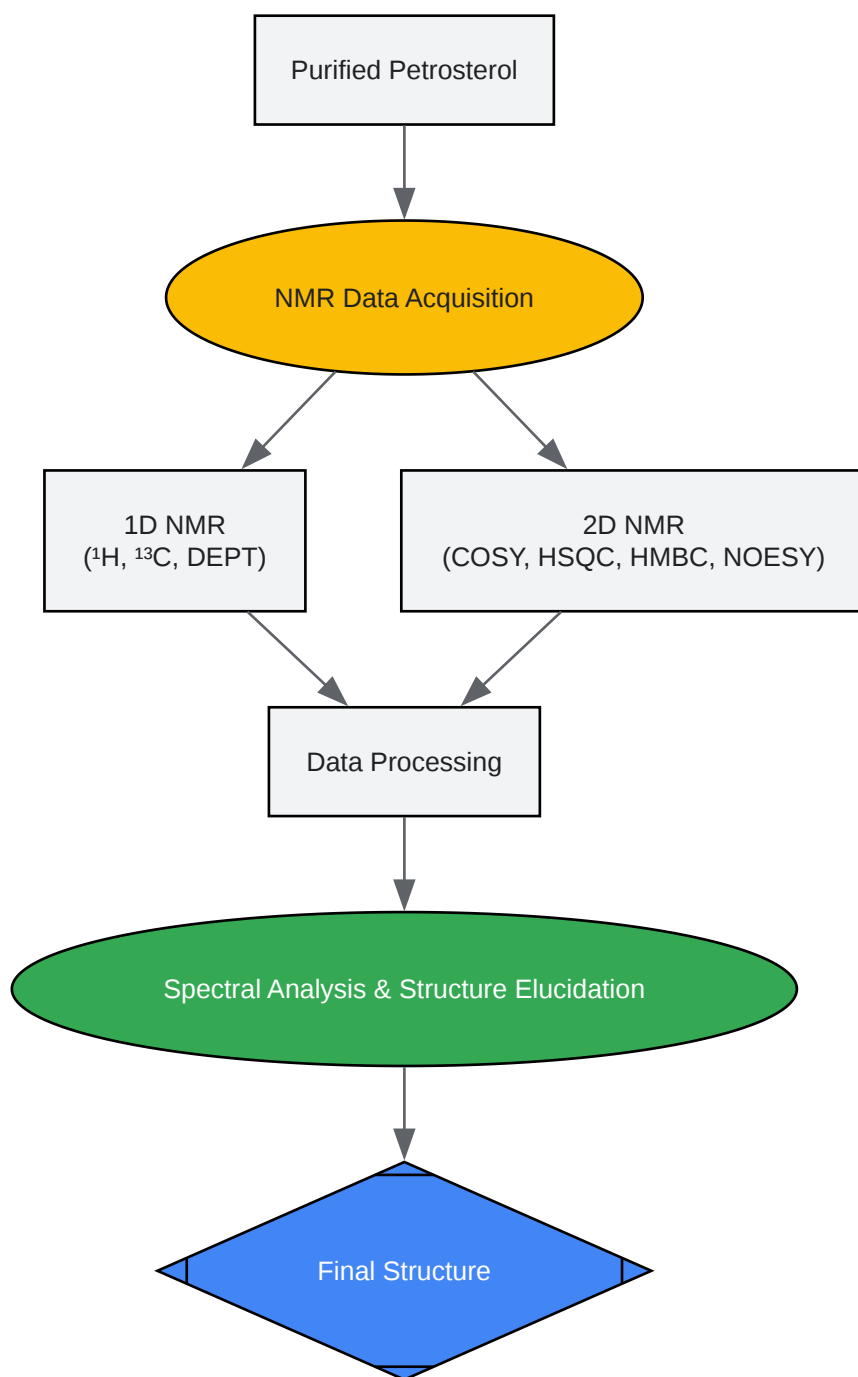 Purified Petrosterol
NMR Data Acquisition
1D NMR
(¹H, ¹³C, DEPT)
2D NMR
(COSY, HSQC, HMBC, NOESY)
Data Processing
Spectral Analysis & Structure Elucidation
Final Structure